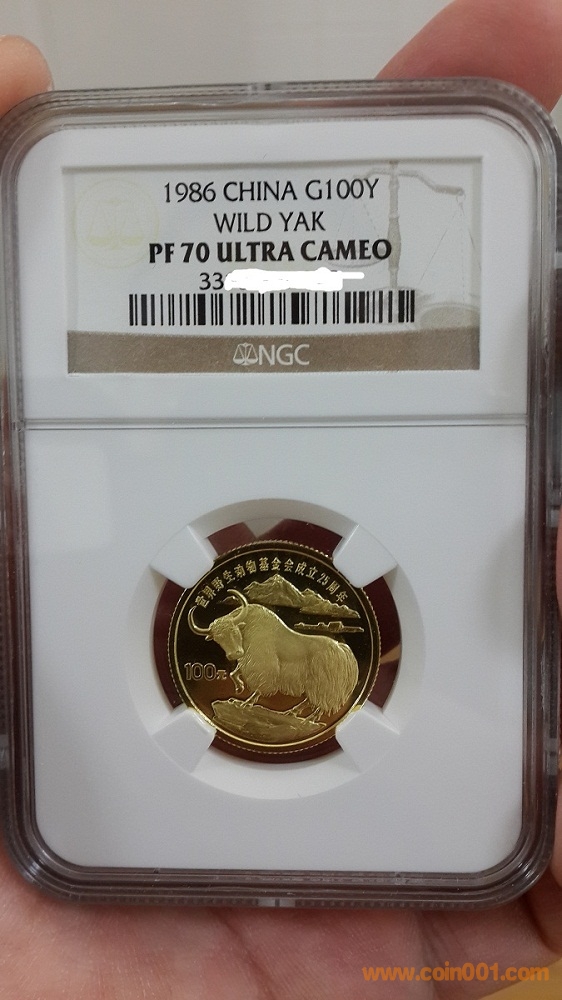 1986 CHINA G100Y
WILD YAK
PF 70 ULTRA CAMEO
33
NGC
世界野生动物基金会成立25周年
100元
www.coin001.com